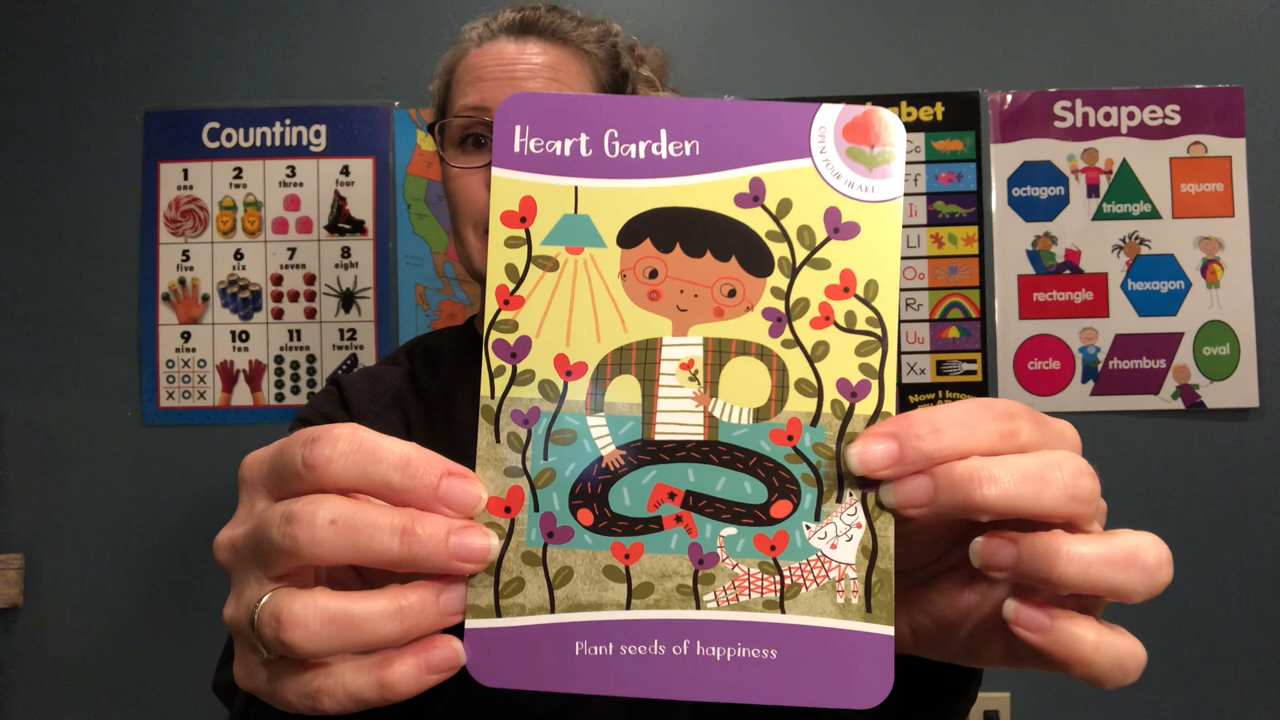 Counting
1 2 3 4
one two three four
5 6 7 8
five six seven eight
9 10 11 12
nine ten eleven twelve
Heart Garden
OPEN YOUR HEART
Plant seeds of happiness
bet
Cc
Ff
Ii
Ll
Oo
Rr
Uu
Xx
Now I know
my AB
Shapes
octagon
triangle
square
rectangle
hexagon
circle
rhombus
oval